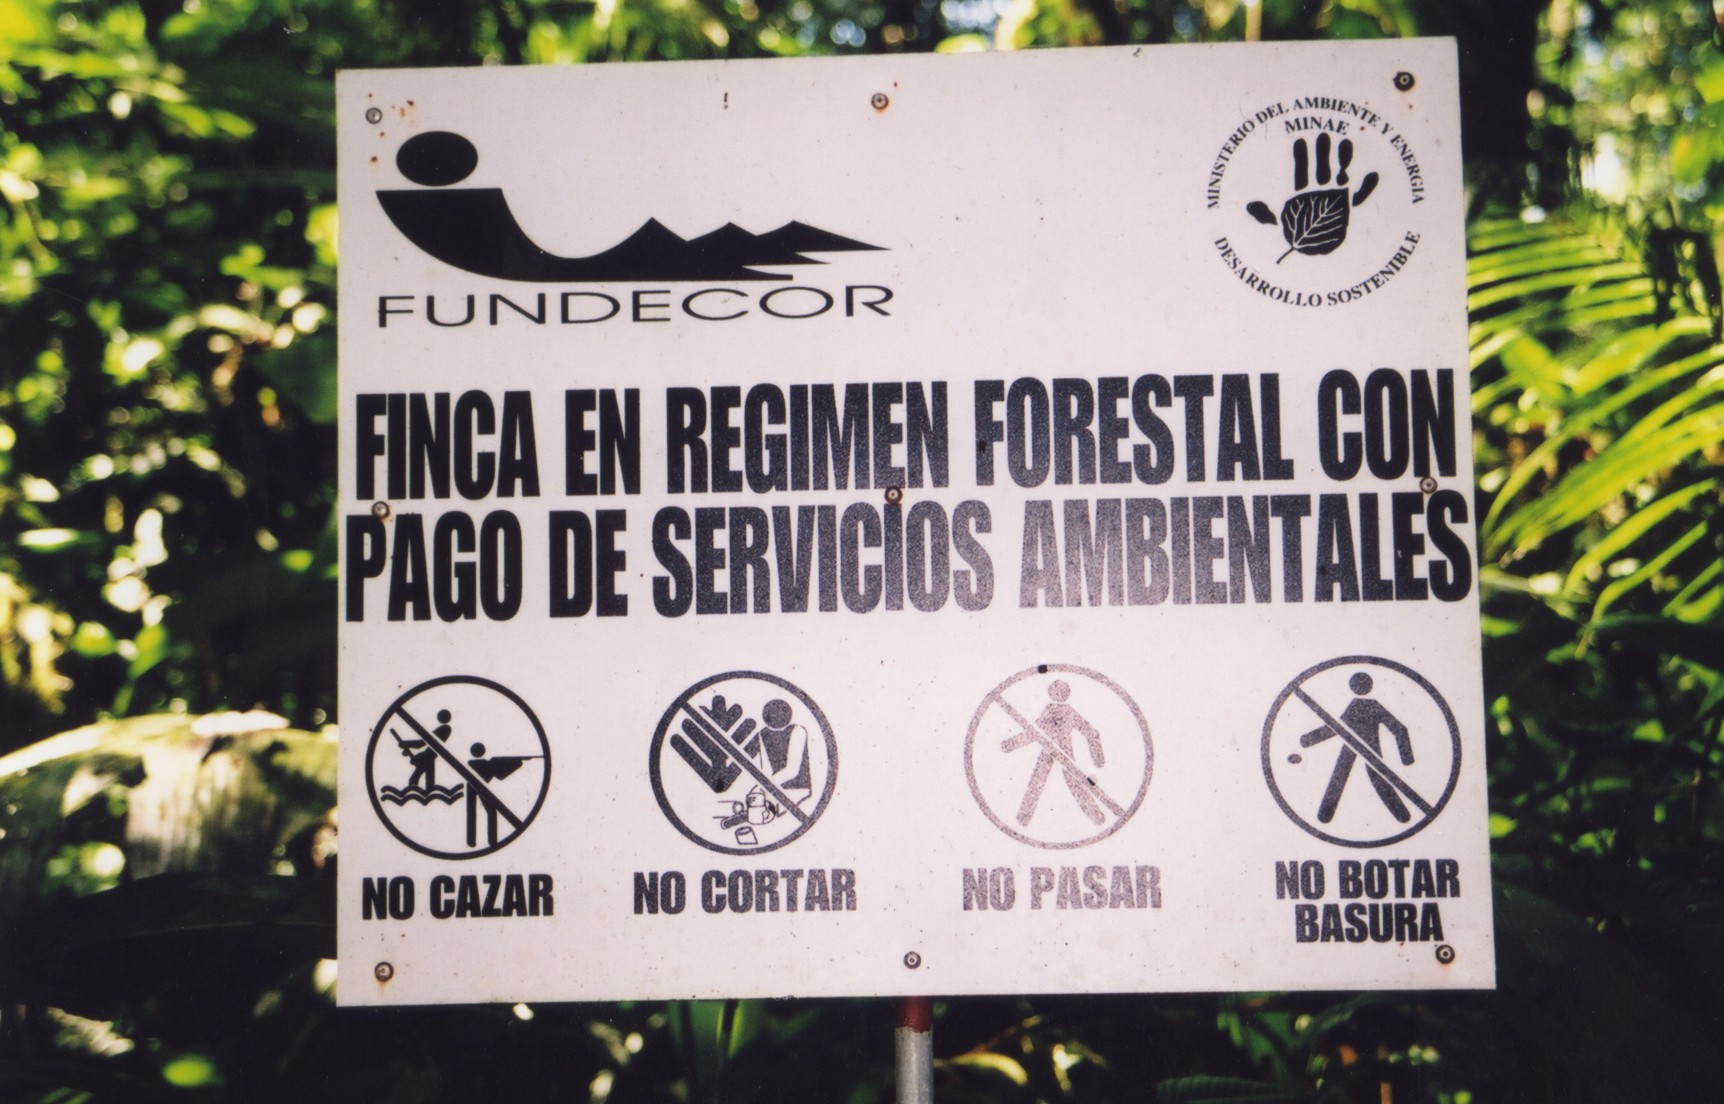 FUNDECOR
MINISTERIO DEL AMBIENTE Y ENERGIA
MINAE
DESARROLLO SOSTENIBLE
FINCA EN REGIMEN FORESTAL CON
PAGO DE SERVICIOS AMBIENTALES
NO CAZAR
NO CORTAR
NO PASAR
NO BOTAR
BASURA